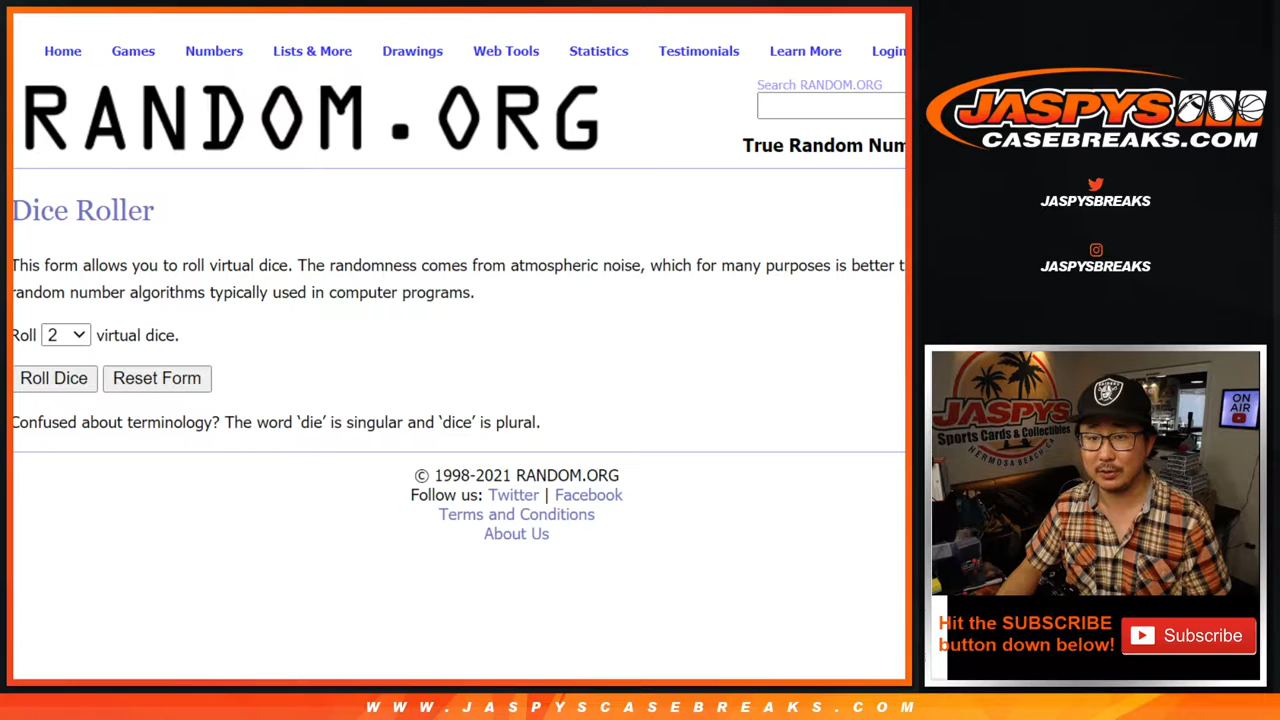 Home Games Numbers Lists & More Drawings Web Tools Statistics Testimonials Learn More Login
RANDOM.ORG
Search RANDOM.ORG
True Random Num
Dice Roller
This form allows you to roll virtual dice. The randomness comes from atmospheric noise, which for many purposes is better t
random number algorithms typically used in computer programs.
Roll 2 virtual dice.
Roll Dice Reset Form
Confused about terminology? The word ‘die’ is singular and ‘dice’ is plural.
© 1998-2021 RANDOM.ORG
Follow us: Twitter | Facebook
Terms and Conditions
About Us
JASPYS
CASEBREAKS.COM
JASPYSBREAKS
JASPYSBREAKS
JASPYS
Sports Cards & Collectibles
HERMOSA BEACH, CA
RAIDERS
ON
AIR
Hit the SUBSCRIBE
button down below!
Subscribe
WWW.JASPYSCASEBREAKS.COM